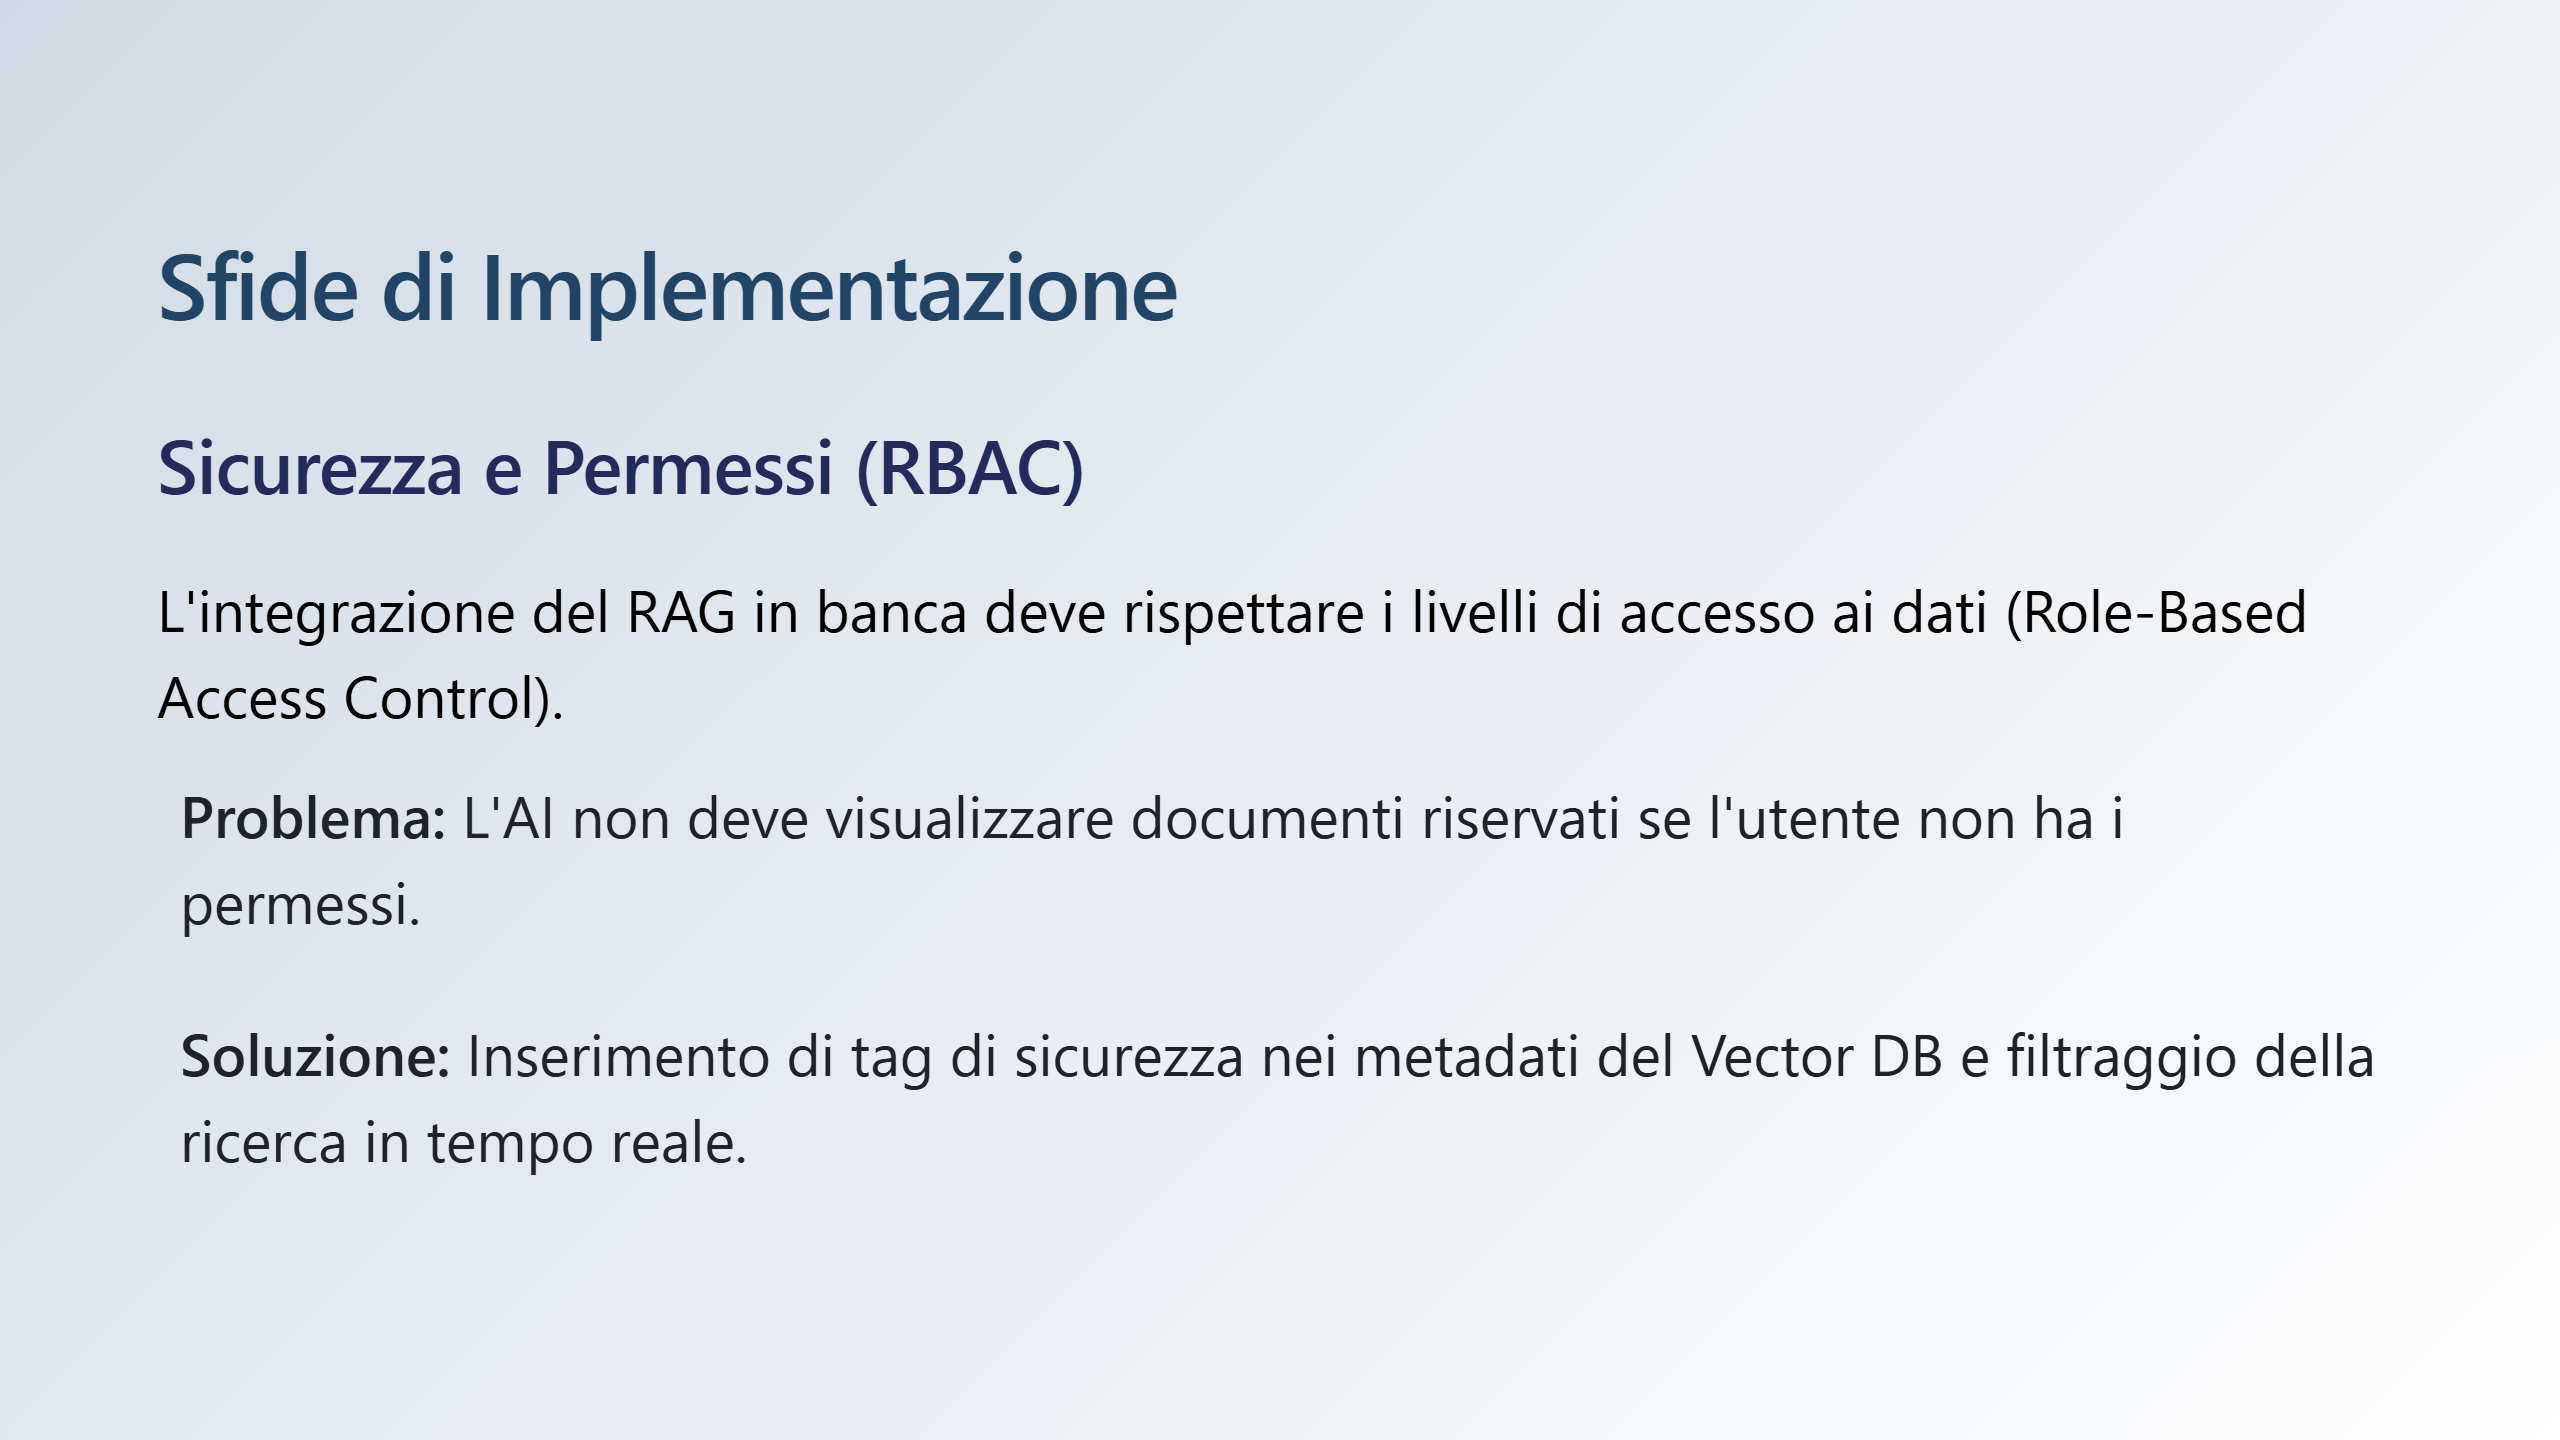 Sfide di Implementazione
Sicurezza e Permessi (RBAC)
L'integrazione del RAG in banca deve rispettare i livelli di accesso ai dati (Role-Based
Access Control).
Problema: L'AI non deve visualizzare documenti riservati se l'utente non ha i
permessi.
Soluzione: Inserimento di tag di sicurezza nei metadati del Vector DB e filtraggio della
ricerca in tempo reale.